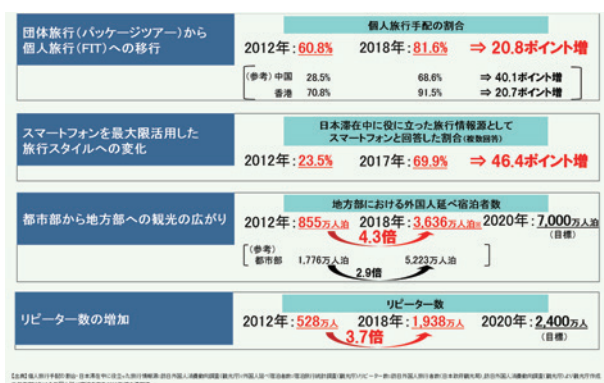 団体旅行(パッケージツアー)から
個人旅行(FIT)への移行
個人旅行手配の割合
2012年:60.8% 2018年:81.6% ⇒ 20.8ポイント増
(参考)中国 28.5% 68.6% ⇒ 40.1ポイント増
香港 70.8% 91.5% ⇒ 20.7ポイント増
スマートフォンを最大限活用した
旅行スタイルへの変化
日本滞在中に役に立った旅行情報源として
スマートフォンと回答した割合(複数回答)
2012年:23.5% 2017年:69.9% ⇒ 46.4ポイント増
都市部から地方部への観光の広がり
地方部における外国人延べ宿泊者数
2012年:855万人泊 2018年:3,636万人泊 2020年:7,000万人泊
(目標)
4.3倍
(参考)
都市部 1,776万人泊 5,223万人泊
2.9倍
リピーター数の増加
リピーター数
2012年:528万人 2018年:1,938万人 2020年:2,400万人
(目標)
3.7倍